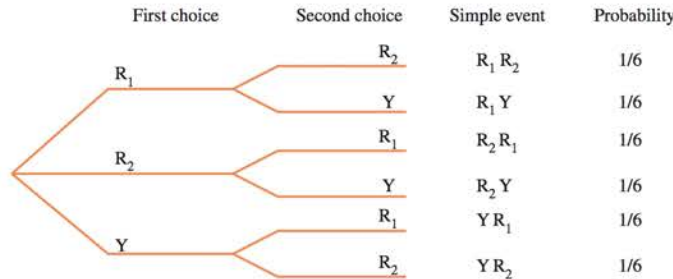 First choice Second choice Simple event Probability
R₂ R₁ R₂ 1/6
R₁
Y R₁ Y 1/6
R₁ R₂ R₁ 1/6
R₂
Y R₂ Y 1/6
R₁ Y R₁ 1/6
Y
R₂ Y R₂ 1/6